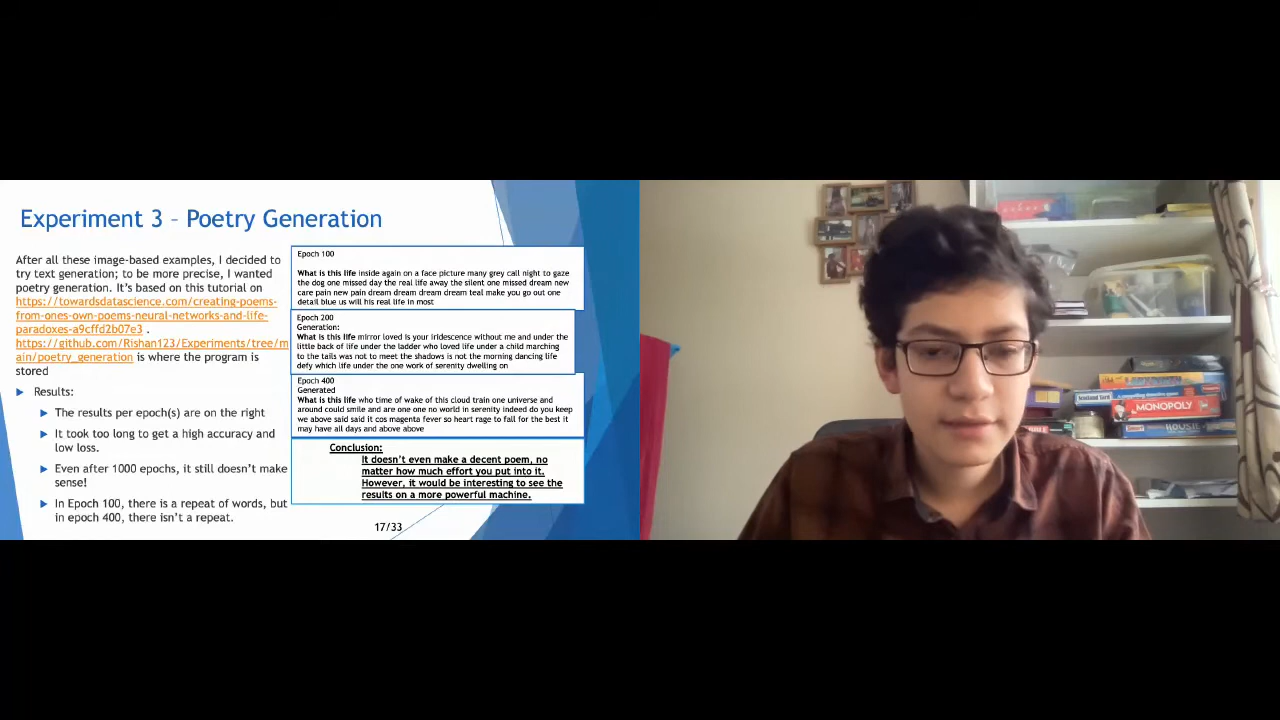 Experiment 3 – Poetry Generation
After all these image-based examples, I decided to
try text generation; to be more precise, I wanted
poetry generation. It's based on this tutorial on
https://towardsdatascience.com/creating-poems-
from-ones-own-poems-neural-networks-and-life-
paradoxes-a9cffd2b07e3 .
https://github.com/Rishan123/Experiments/tree/m
ain/poetry_generation is where the program is
stored
Results:
The results per epoch(s) are on the right
It took too long to get a high accuracy and
low loss.
Even after 1000 epochs, it still doesn't make
sense!
In Epoch 100, there is a repeat of words, but
in epoch 400, there isn't a repeat.
Epoch 100
What is this life inside again on a face picture many grey call night to gaze
the dog one missed day the real life away the silent one missed dream new
care pain new pain dream dream dream dream teal make you go out one
detail blue us will his real life in most
Epoch 200
Generation:
What is this life mirror loved is your iridescence without me and under the
little back of life under the ladder who loved life under a child marching
to the tails was not to meet the shadows is not the morning dancing life
defy which life under the one work of serenity dwelling on
Epoch 400
Generated
What is this life who time of wake of this cloud train one universe and
around could smile and are one one no world in serenity indeed do you keep
we above said said it cos magenta fever so heart rage to fall for the best it
may have all days and above above
Conclusion:
It doesn't even make a decent poem, no
matter how much effort you put into it.
However, it would be interesting to see the
results on a more powerful machine.
17/33
Scotland Yard
MONOPOLY